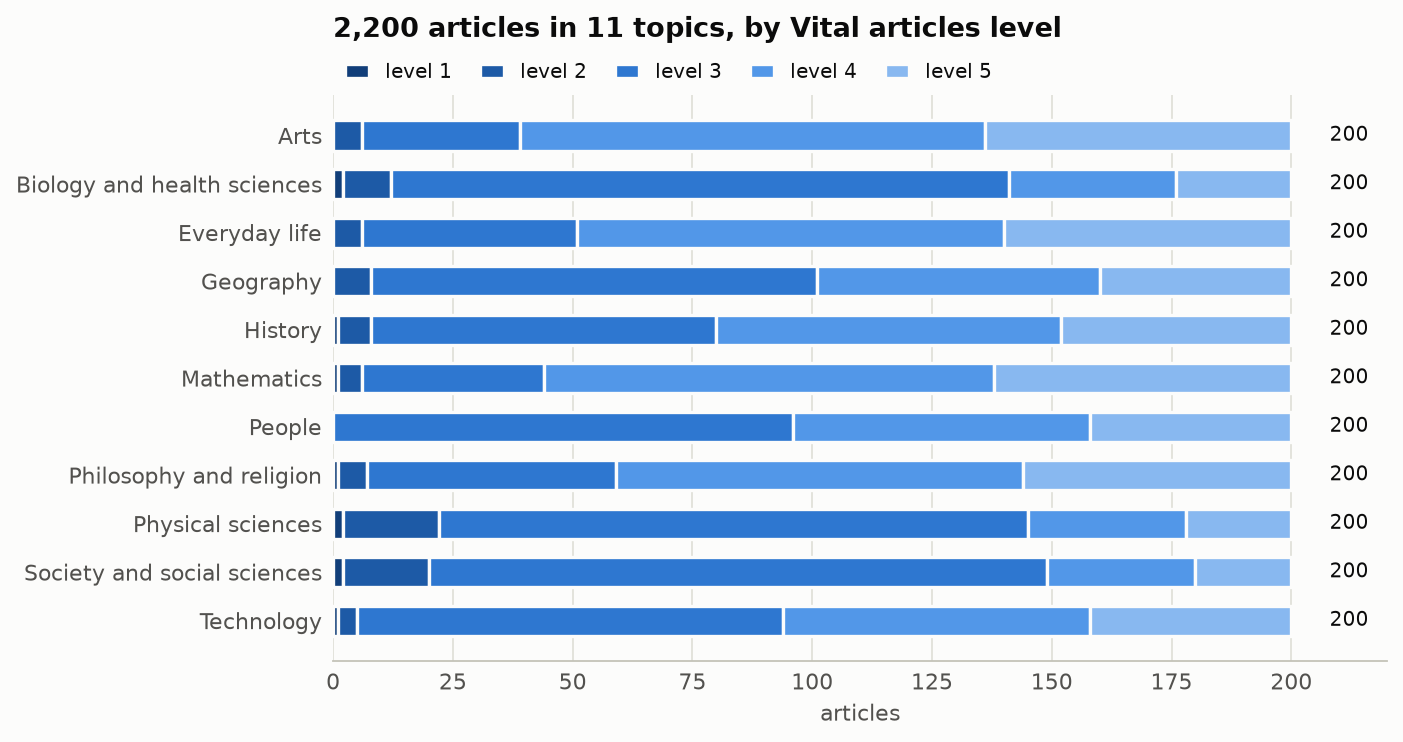 2,200 articles in 11 topics, by Vital articles level
level 1 level 2 level 3 level 4 level 5
Arts 200
Biology and health sciences 200
Everyday life 200
Geography 200
History 200
Mathematics 200
People 200
Philosophy and religion 200
Physical sciences 200
Society and social sciences 200
Technology 200
0 25 50 75 100 125 150 175 200
articles